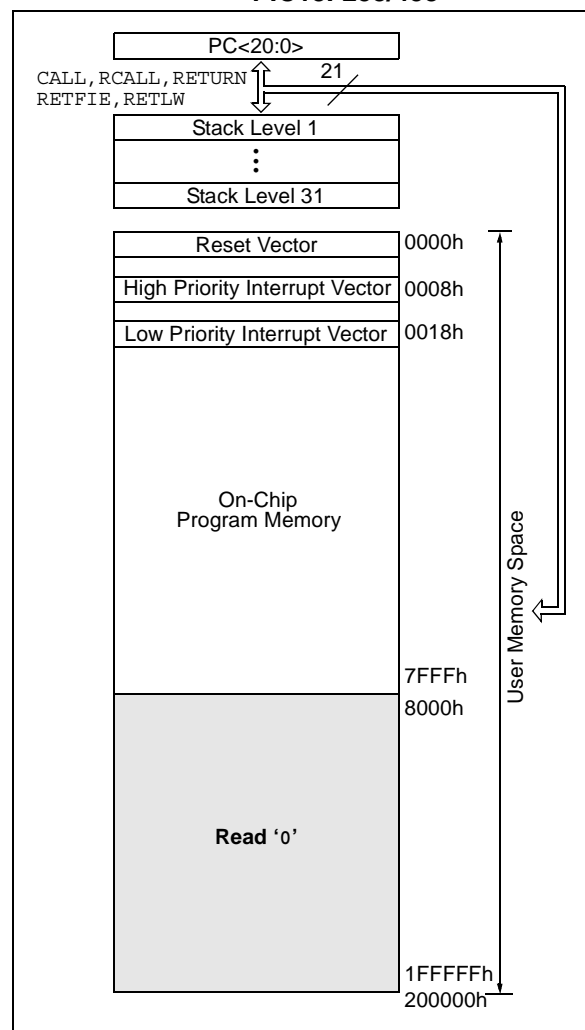 PC<20:0>
CALL,RCALL,RETURN
RETFIE,RETLW
21
Stack Level 1
Stack Level 31
Reset Vector
0000h
High Priority Interrupt Vector
0008h
Low Priority Interrupt Vector
0018h
On-Chip
Program Memory
User Memory Space
7FFFh
8000h
Read ‘0’
1FFFFFh
200000h